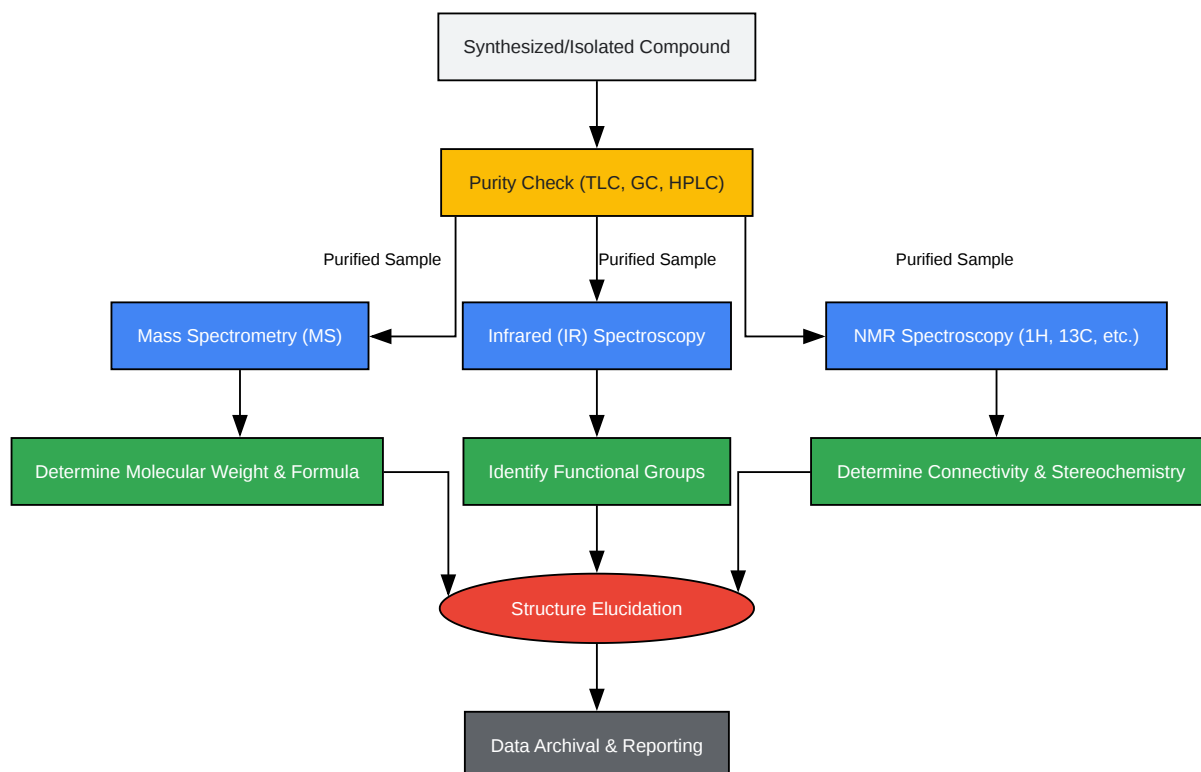 Synthesized/Isolated Compound
Purity Check (TLC, GC, HPLC)
Purified Sample
Purified Sample
Purified Sample
Mass Spectrometry (MS)
Infrared (IR) Spectroscopy
NMR Spectroscopy (1H, 13C, etc.)
Determine Molecular Weight & Formula
Identify Functional Groups
Determine Connectivity & Stereochemistry
Structure Elucidation
Data Archival & Reporting